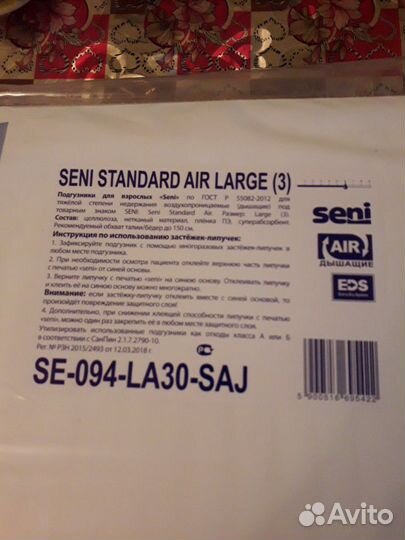 SENI STANDARD AIR LARGE (3)
Подгузники для взрослых «Seni» по ГОСТ Р 55082-2012 для
тяжёлой степени недержания воздухопроницаемые (дышащие) под
товарным знаком SENI: Seni Standard Air. Размер: Large (3).
Состав: целлюлоза, нетканый материал, плёнка ПЭ, суперабсорбент.
Рекомендуемый обхват талии/бёдер до 150 см.
Инструкция по использованию застёжек-липучек:
1. Зафиксируйте подгузник с помощью многоразовых застёжек-липучек в
2. При необходимости осмотра пациента отклейте верхнюю часть липучки
с печатью «seni» от синей основы.
3. Верните липучку с печатью «seni» на синюю основу. Отклеивать липучку
и клеить её на синюю основу можно многократно.
Внимание: если застёжку-липучку отклеить вместе с синей основой, то
произойдёт повреждение защитного слоя!
4. Дополнительно, при снижении клеящей способности липучки с печатью
«seni», можно один раз закрепить её в любом месте защитного слоя.
Утилизировать использованные подгузники как отходы класса А или Б
в соответствии с СанПин 2.1.7.2790-10.
Рег. № РЗН 2015/2493 от 12.03.2018 г.
seni
AIR
ДЫШАЩИЕ
EDS
SE-094-LA30-SAJ
5 900516 695422
Avito